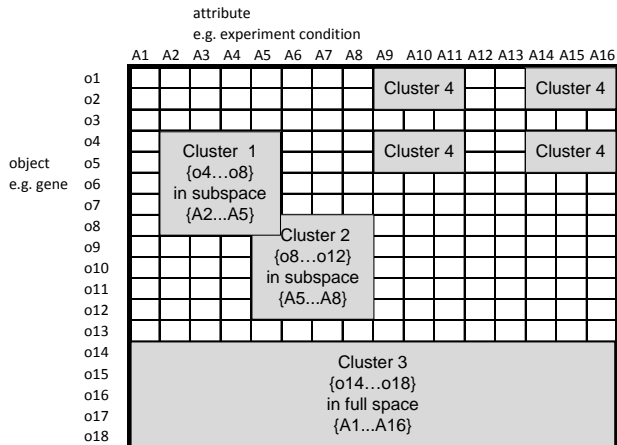 attribute
e.g. experiment condition
A1 A2 A3 A4 A5 A6 A7 A8 A9 A10 A11 A12 A13 A14 A15 A16
o1
o2
o3
o4
o5
o6
o7
o8
o9
o10
o11
o12
o13
o14
o15
o16
o17
o18
object
e.g. gene
Cluster 4
Cluster 4
Cluster 4
Cluster 4
Cluster 1
{o4...o8}
in subspace
{A2...A5}
Cluster 2
{o8...o12}
in subspace
{A5...A8}
Cluster 3
{o14...o18}
in full space
{A1...A16}